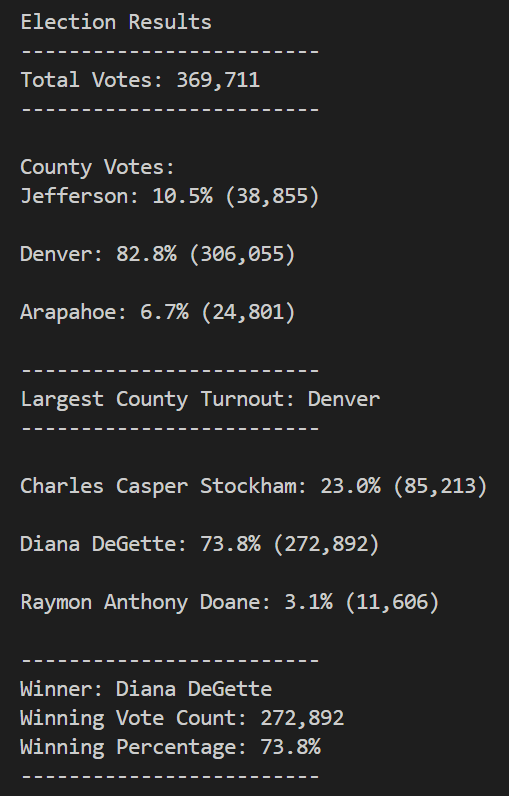 Election Results
-------------------------
Total Votes: 369,711
-------------------------
County Votes:
Jefferson: 10.5% (38,855)
Denver: 82.8% (306,055)
Arapahoe: 6.7% (24,801)
-------------------------
Largest County Turnout: Denver
-------------------------
Charles Casper Stockham: 23.0% (85,213)
Diana DeGette: 73.8% (272,892)
Raymon Anthony Doane: 3.1% (11,606)
-------------------------
Winner: Diana DeGette
Winning Vote Count: 272,892
Winning Percentage: 73.8%
-------------------------